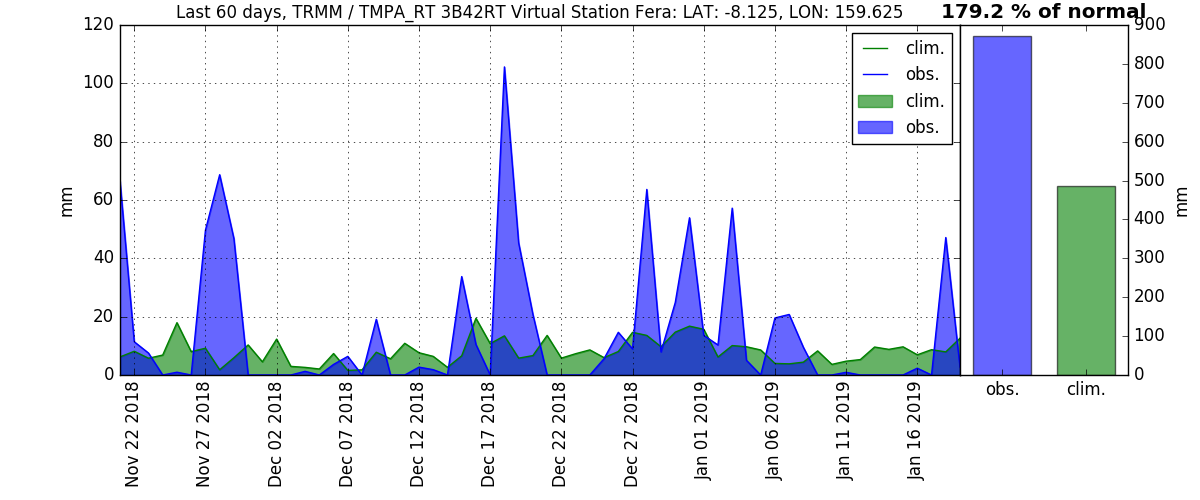 Last 60 days, TRMM / TMPA_RT 3B42RT Virtual Station Fera: LAT: -8.125, LON: 159.625
179.2 % of normal
120
100
80
60
40
20
0
mm
clim.
obs.
clim.
obs.
900
800
700
600
500
400
300
200
100
0
mm
Nov 22 2018
Nov 27 2018
Dec 02 2018
Dec 07 2018
Dec 12 2018
Dec 17 2018
Dec 22 2018
Dec 27 2018
Jan 01 2019
Jan 06 2019
Jan 11 2019
Jan 16 2019
obs.
clim.